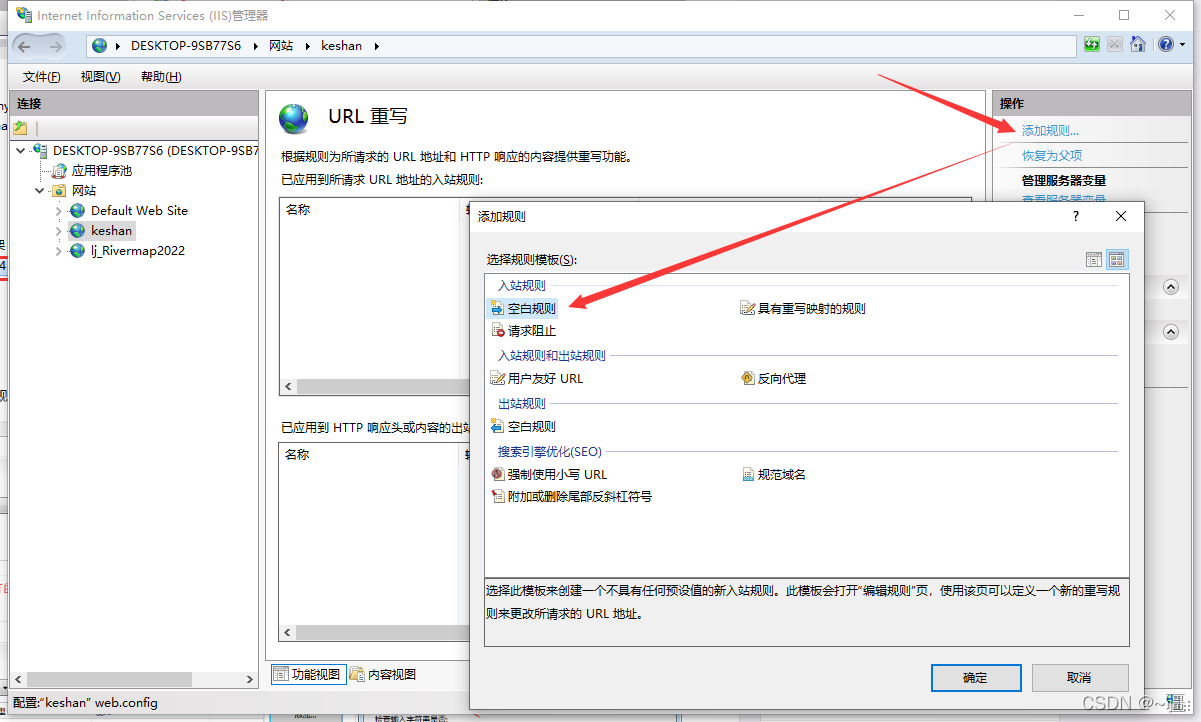 Internet Information Services (IIS)管理器
DESKTOP-9SB77S6 网站 keshan
文件(F) 视图(V) 帮助(H)
连接
DESKTOP-9SB77S6 (DESKTOP-9SB7
应用程序池
网站
Default Web Site
keshan
lj_Rivermap2022
URL 重写
根据规则为所请求的 URL 地址和 HTTP 响应的内容提供重写功能。
已应用到所请求 URL 地址的入站规则:
名称
已应用到 HTTP 响应头或内容的出站
名称
功能视图 内容视图
操作
添加规则...
恢复为父项
管理服务器变量
查看服务器变量
添加规则
?
选择规则模板(S):
入站规则
空白规则 具有重写映射的规则
请求阻止
入站规则和出站规则
用户友好 URL 反向代理
出站规则
空白规则
搜索引擎优化(SEO)
强制使用小写 URL 规范域名
附加或删除尾部反斜杠符号
选择此模板来创建一个不具有任何预设值的新入站规则。此模板会打开“编辑规则”页，使用该页可以定义一个新的重写规
则来更改所请求的 URL 地址。
确定 取消
配置:“keshan” web.config
CSDN @~疆